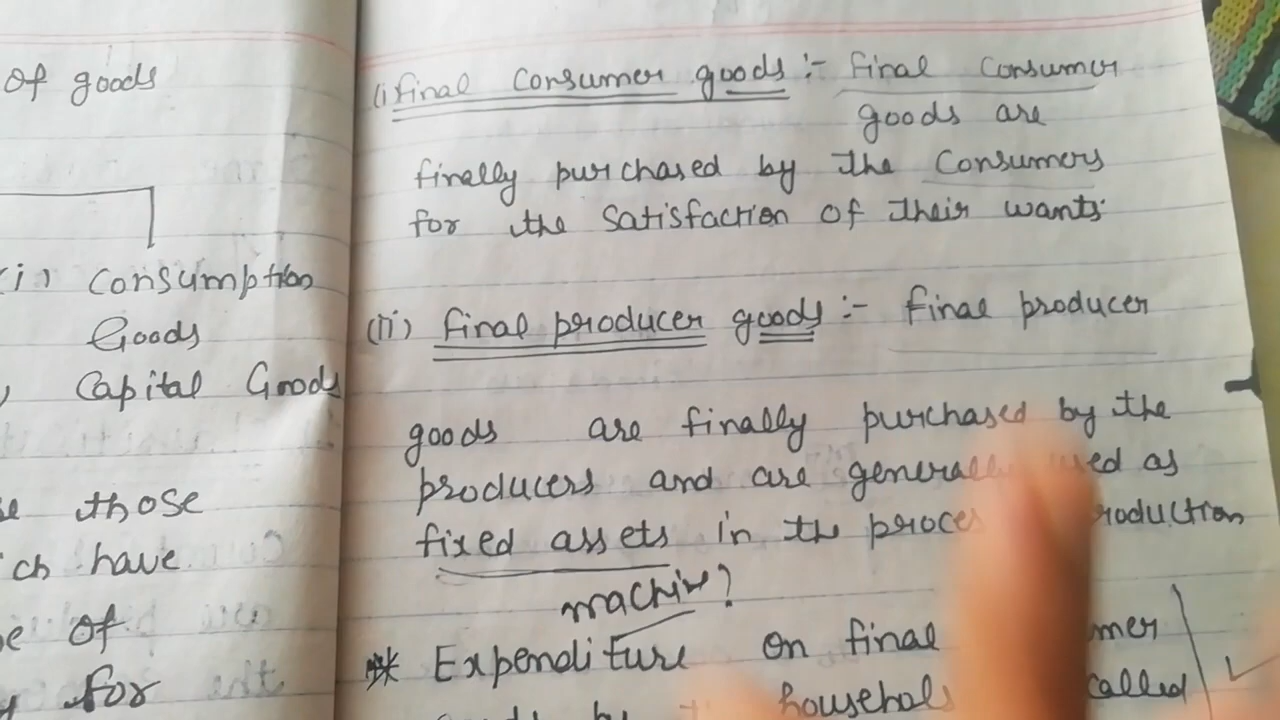 of goods
(i) Consumption
Goods
Capital Goods
those
have
of
for
(i) final Consumer goods :- final Consumer
goods are
finally purchased by the Consumers
for the Satisfaction of their wants
(ii) final producer goods :- final producer
goods are finally purchased by the
producers and are generally used as
fixed assets in the production
machin?
* Expenditure on final
called